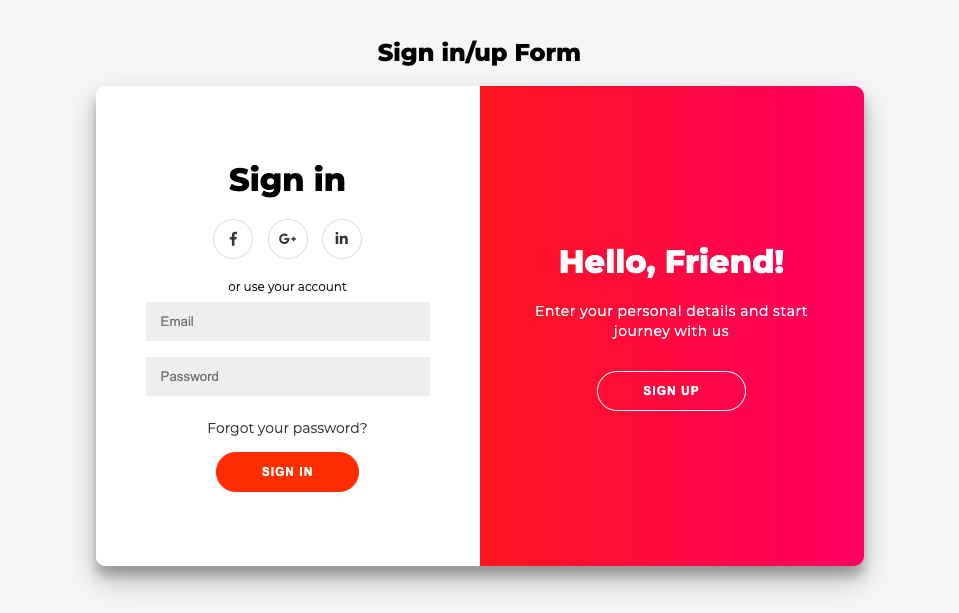 Sign in/up Form
Sign in
f G+ in
or use your account
Email
Password
Forgot your password?
SIGN IN
Hello, Friend!
Enter your personal details and start
journey with us
SIGN UP